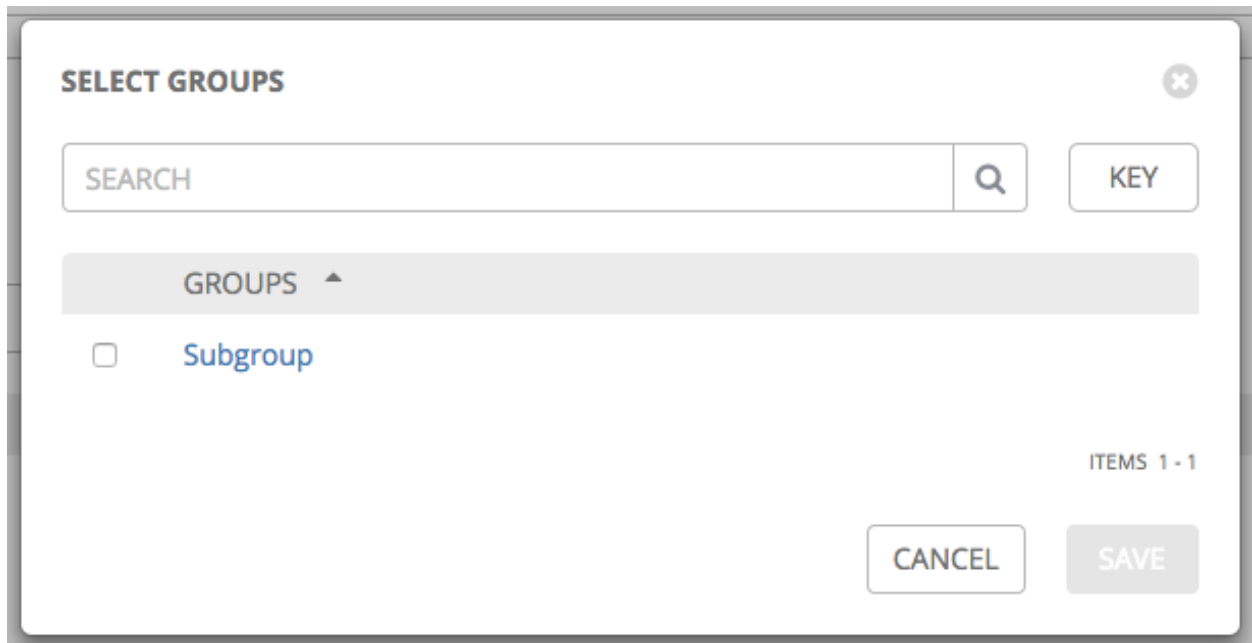 SELECT GROUPS
SEARCH
KEY
GROUPS
Subgroup
ITEMS 1 - 1
CANCEL
SAVE